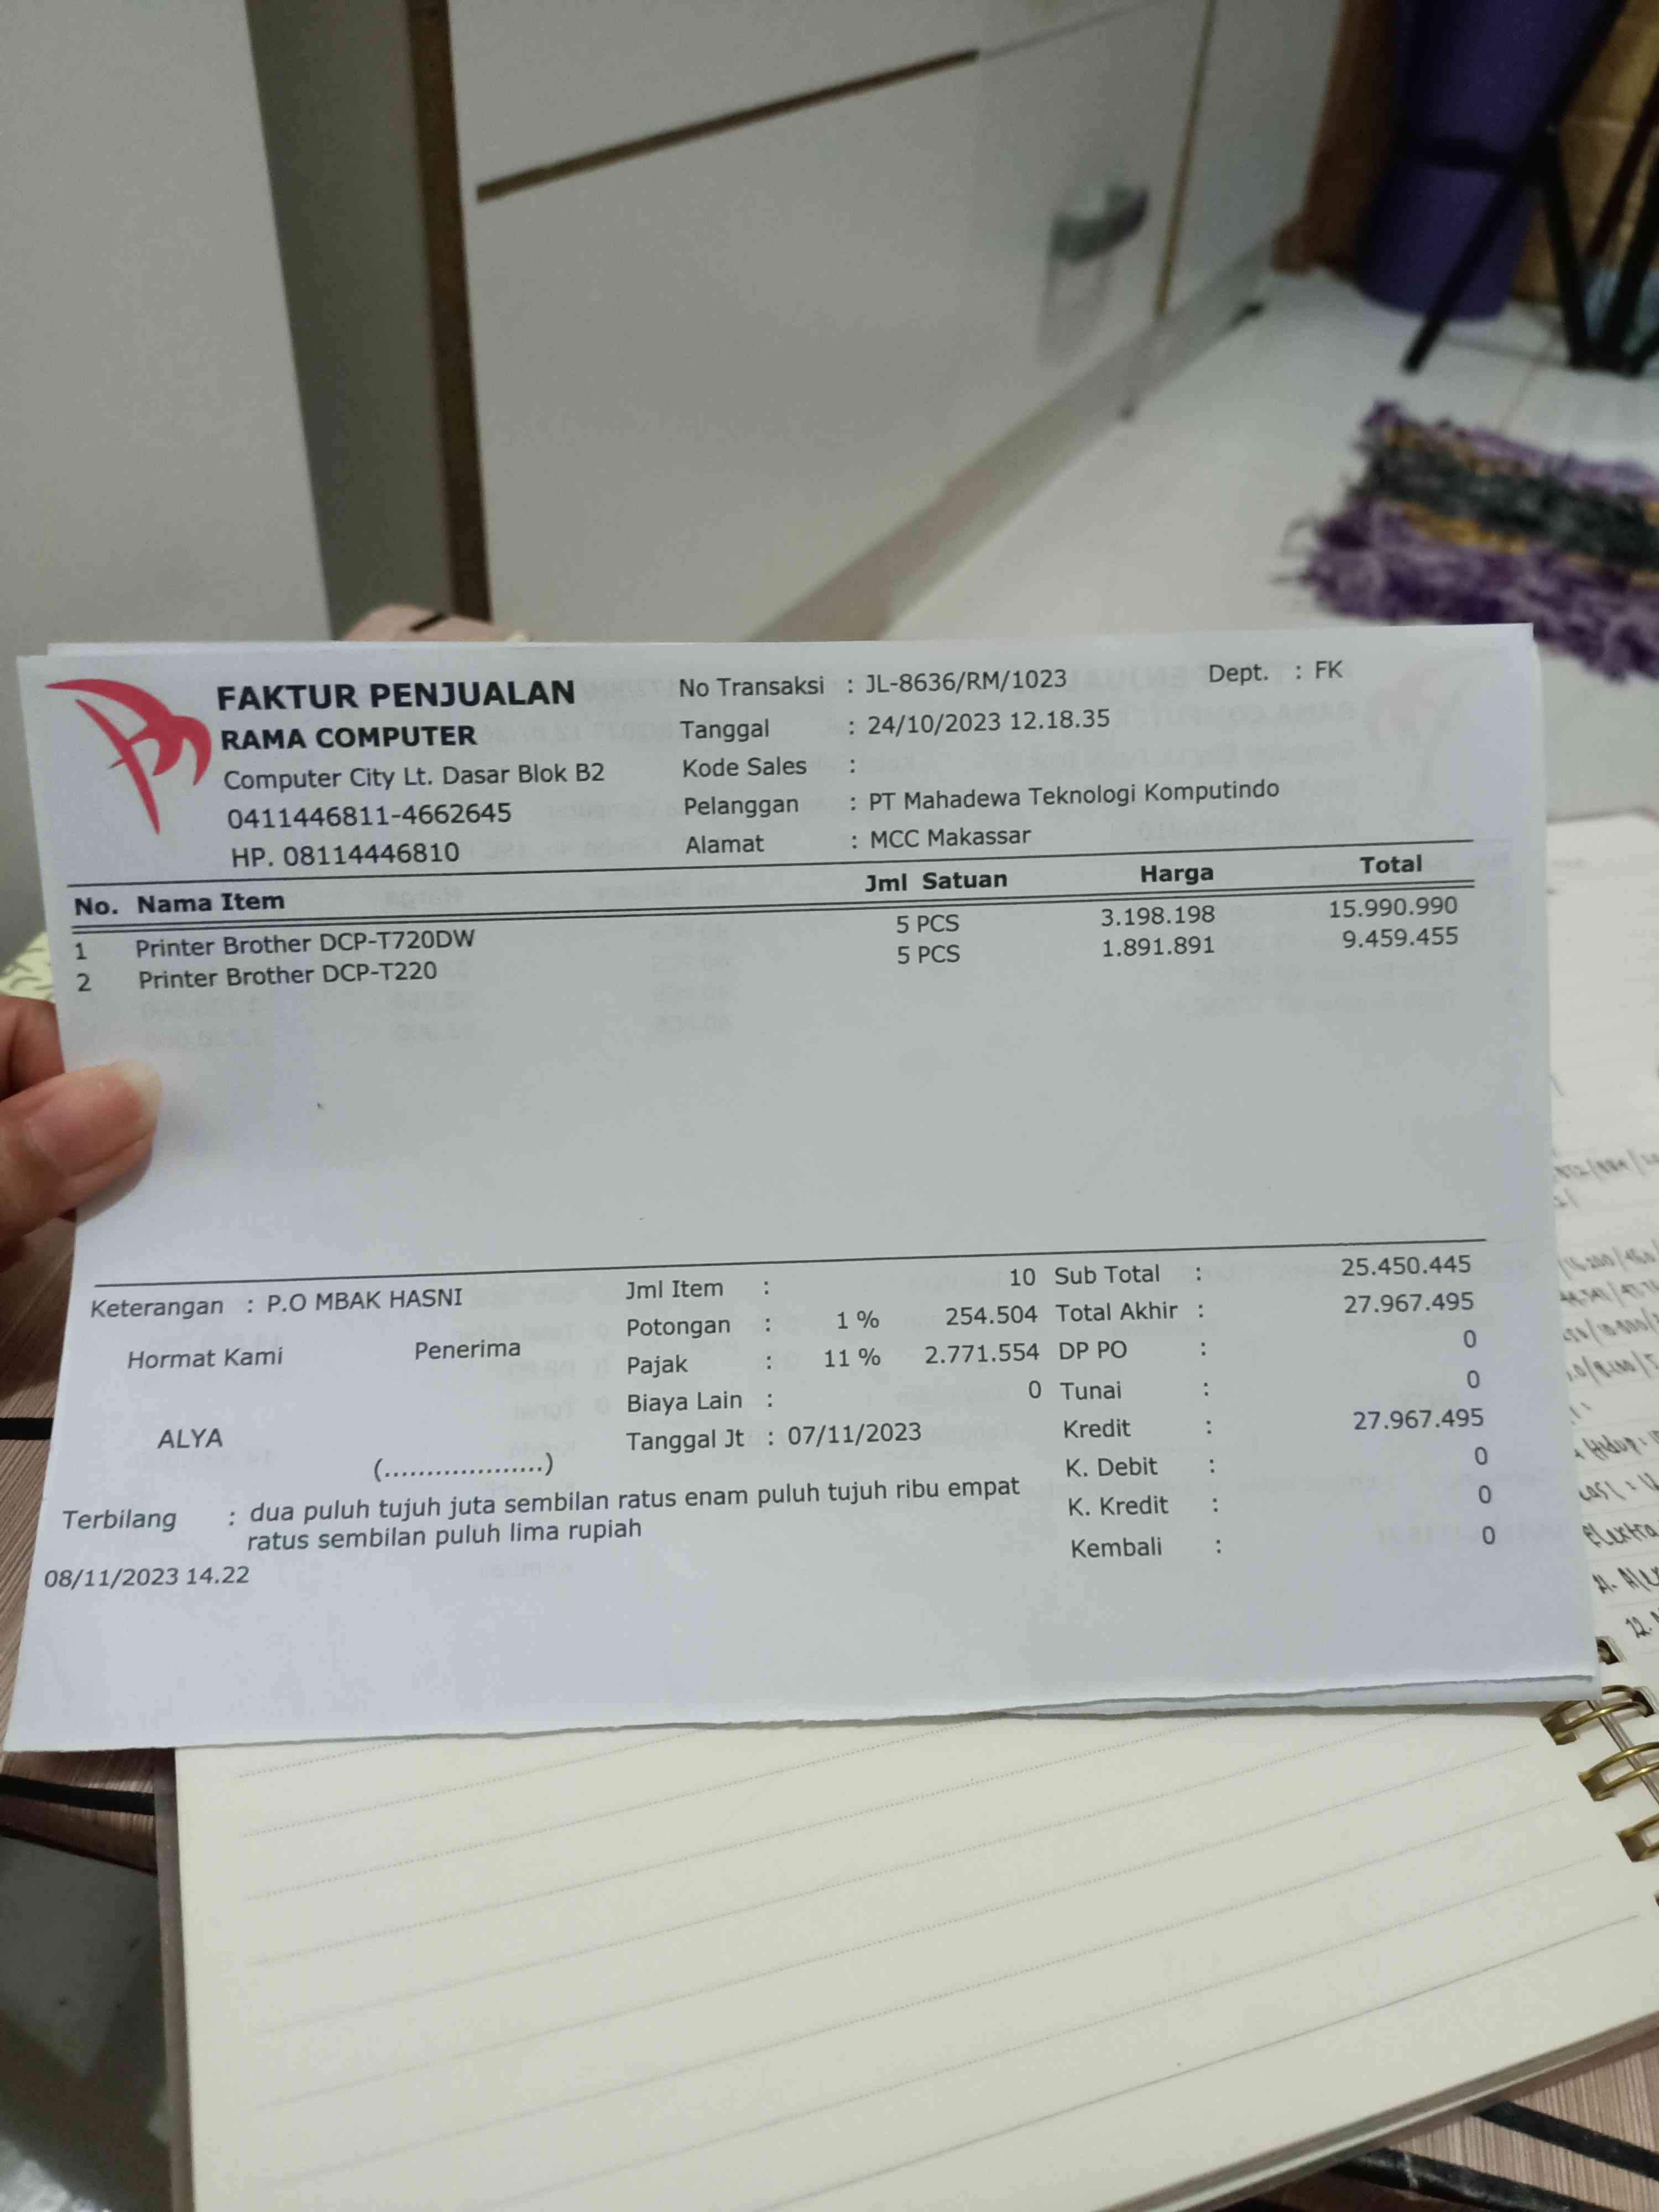 FAKTUR PENJUALAN
RAMA COMPUTER
Computer City Lt. Dasar Blok B2
0411446811-4662645
HP. 08114446810
No Transaksi : JL-8636/RM/1023 Dept. : FK
Tanggal : 24/10/2023 12.18.35
Kode Sales :
Pelanggan : PT Mahadewa Teknologi Komputindo
Alamat : MCC Makassar
No. Nama Item Jml Satuan Harga Total
1 Printer Brother DCP-T720DW 5 PCS 3.198.198 15.990.990
2 Printer Brother DCP-T220 5 PCS 1.891.891 9.459.455
Keterangan : P.O MBAK HASNI
Hormat Kami Penerima
ALYA
(...................)
Jml Item : 10
Potongan : 1 % 254.504
Pajak : 11 % 2.771.554
Biaya Lain : 0
Tanggal Jt : 07/11/2023
Sub Total : 25.450.445
Total Akhir : 27.967.495
DP PO : 0
Tunai : 0
Kredit : 27.967.495
K. Debit : 0
K. Kredit : 0
Kembali : 0
Terbilang : dua puluh tujuh juta sembilan ratus enam puluh tujuh ribu empat
ratus sembilan puluh lima rupiah
08/11/2023 14.22